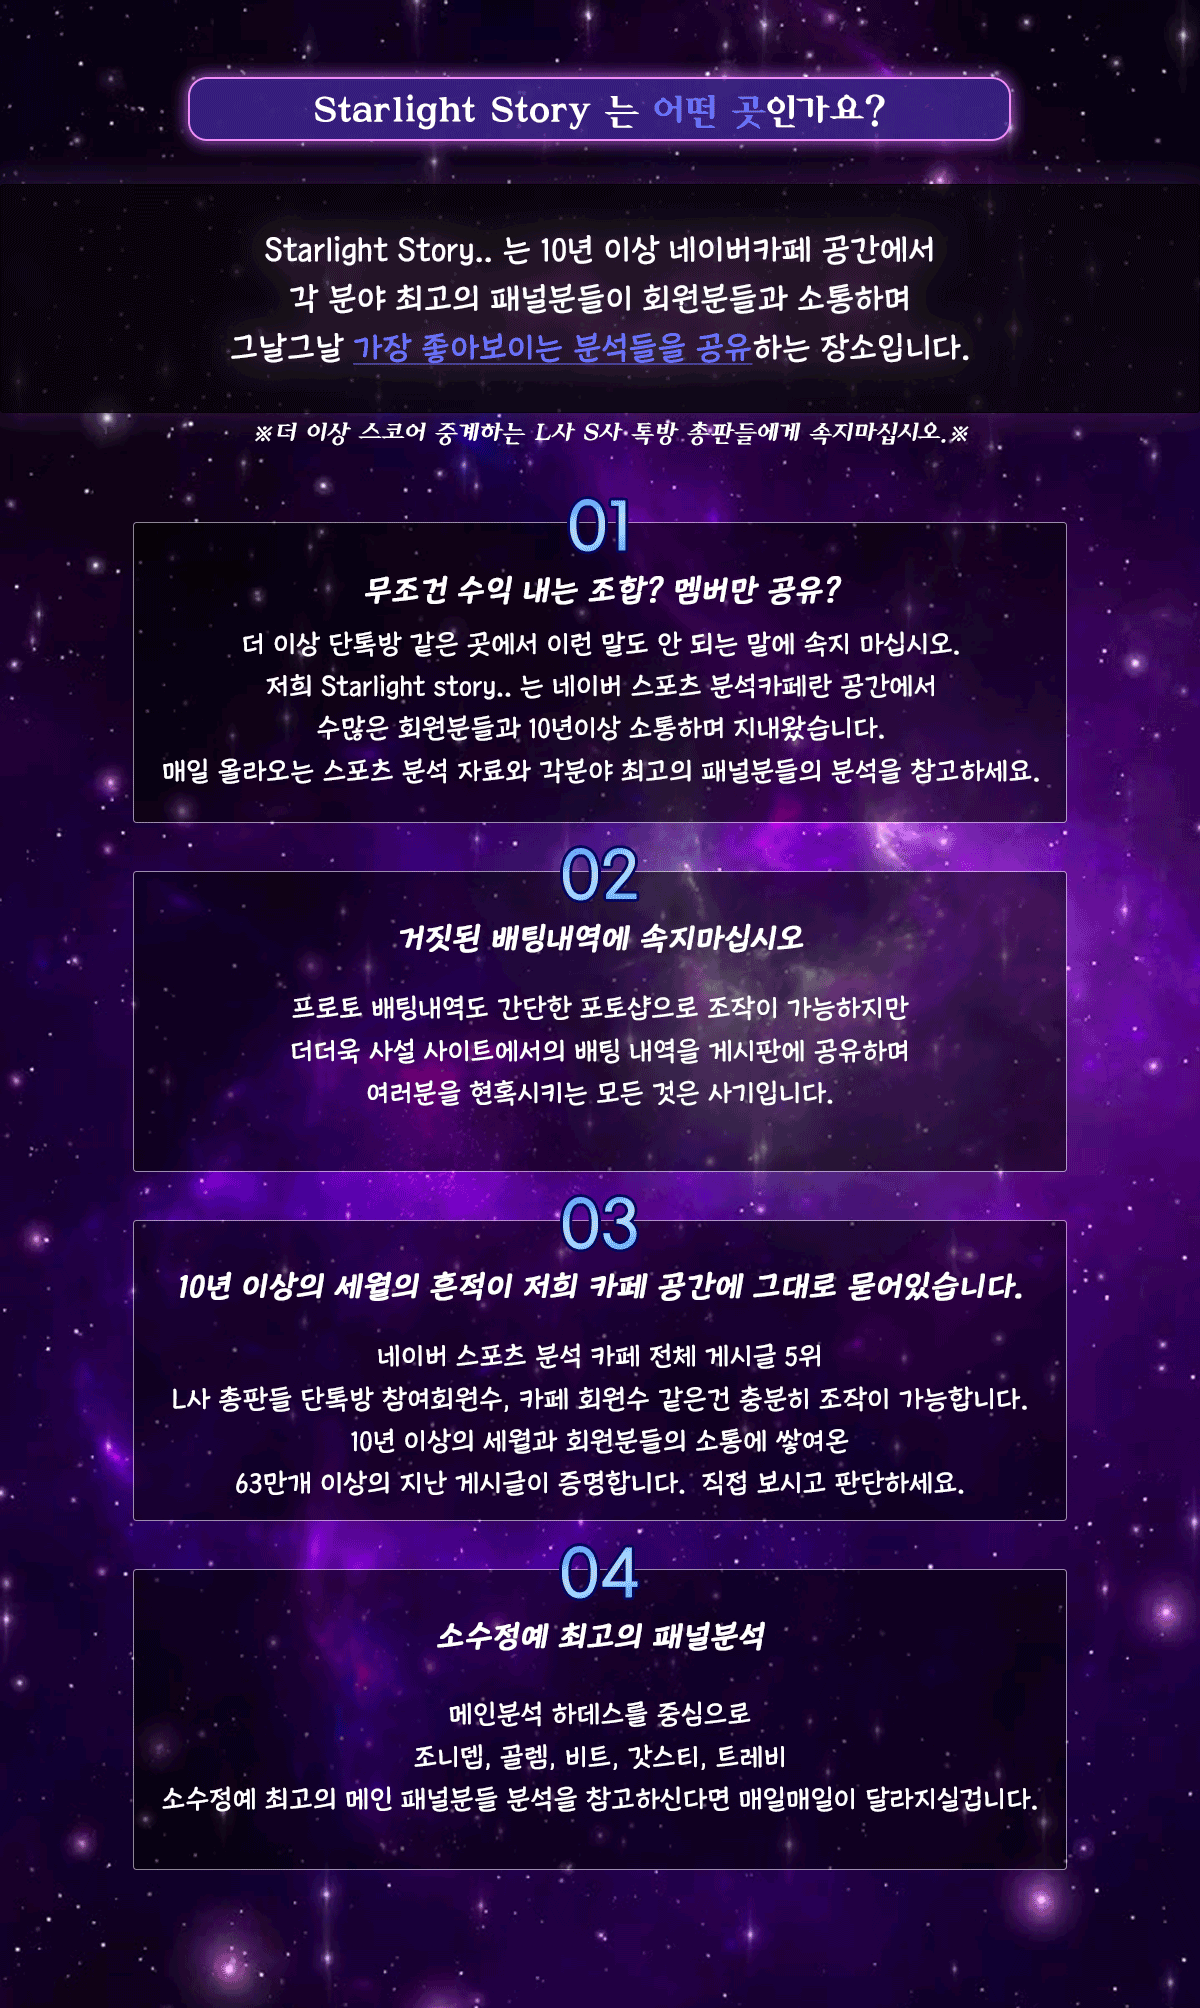 Starlight Story 는 어떤 곳인가요?
Starlight Story.. 는 10년 이상 네이버카페 공간에서
각 분야 최고의 패널분들이 회원분들과 소통하며
그날그날 가장 좋아보이는 분석들을 공유하는 장소입니다.
※더 이상 스코어 중계하는 L사 S사 톡방 총판들에게 속지마십시오.※
01
무조건 수익 내는 조합? 멤버만 공유?
더 이상 단톡방 같은 곳에서 이런 말도 안 되는 말에 속지 마십시오.
저희 Starlight story.. 는 네이버 스포츠 분석카페란 공간에서
수많은 회원분들과 10년이상 소통하며 지내왔습니다.
매일 올라오는 스포츠 분석 자료와 각분야 최고의 패널분들의 분석을 참고하세요.
02
거짓된 배팅내역에 속지마십시오
프로토 배팅내역도 간단한 포토샵으로 조작이 가능하지만
더더욱 사설 사이트에서의 배팅 내역을 게시판에 공유하며
여러분을 현혹시키는 모든 것은 사기입니다.
03
10년 이상의 세월의 흔적이 저희 카페 공간에 그대로 묻어있습니다.
네이버 스포츠 분석 카페 전체 게시글 5위
L사 총판들 단톡방 참여회원수, 카페 회원수 같은건 충분히 조작이 가능합니다.
10년 이상의 세월과 회원분들의 소통에 쌓여온
63만개 이상의 지난 게시글이 증명합니다. 직접 보시고 판단하세요.
04
소수정예 최고의 패널분석
메인분석 하데스를 중심으로
조니뎁, 골렘, 비트, 갓스티, 트레비
소수정예 최고의 메인 패널분들 분석을 참고하신다면 매일매일이 달라지실겁니다.